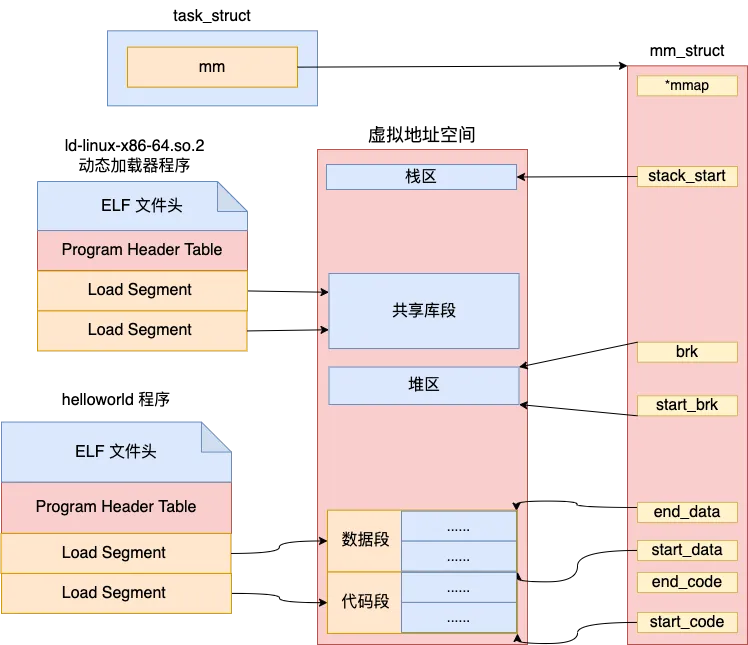 task_struct
mm
mm_struct
*mmap
stack_start
brk
start_brk
end_data
start_data
end_code
start_code
ld-linux-x86-64.so.2
动态加载器程序
ELF 文件头
Program Header Table
Load Segment
Load Segment
helloworld 程序
ELF 文件头
Program Header Table
Load Segment
Load Segment
虚拟地址空间
栈区
共享库段
堆区
数据段
......
......
代码段
......
......